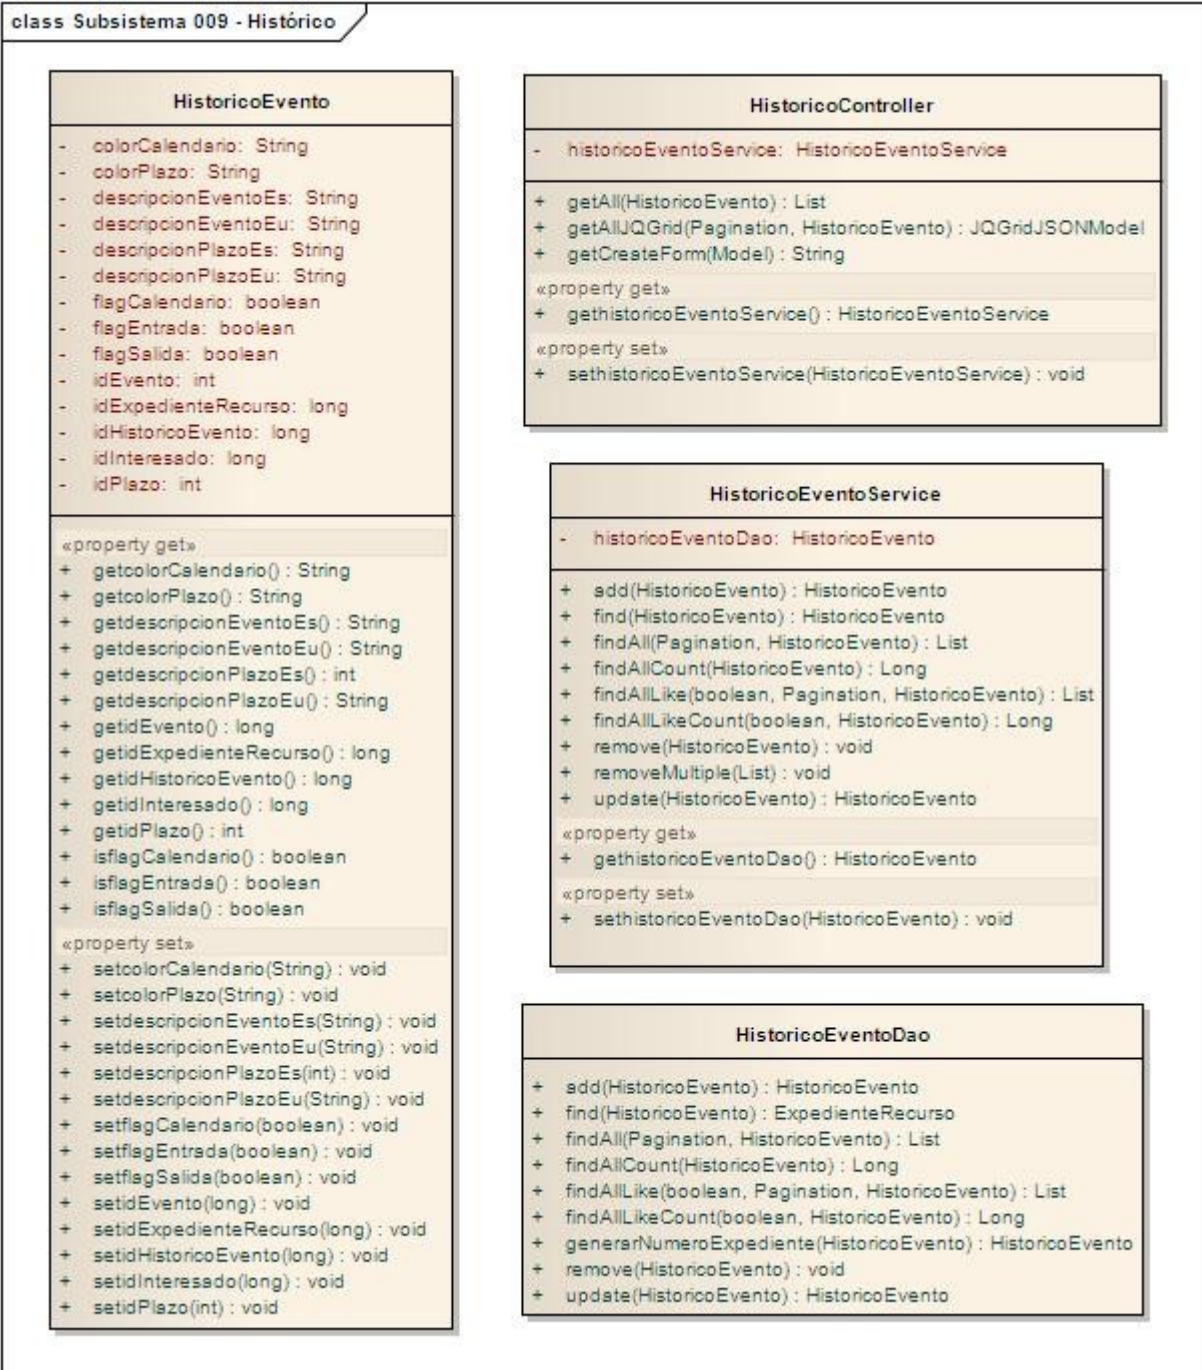 class Subsistema 009 - Histórico
HistoricoEvento
- colorCalendario: String
- colorPlazo: String
- descripcionEventoEs: String
- descripcionEventoEu: String
- descripcionPlazoEs: String
- descripcionPlazoEu: String
- flagCalendario: boolean
- flagEntrada: boolean
- flagSalida: boolean
- idEvento: int
- idExpedienteRecurso: long
- idHistoricoEvento: long
- idInteresado: long
- idPlazo: int
«property get»
+ getcolorCalendario() : String
+ getcolorPlazo() : String
+ getdescripcionEventoEs() : String
+ getdescripcionEventoEu() : String
+ getdescripcionPlazoEs() : int
+ getdescripcionPlazoEu() : String
+ getidEvento() : long
+ getidExpedienteRecurso() : long
+ getidHistoricoEvento() : long
+ getidInteresado() : long
+ getidPlazo() : int
+ isflagCalendario() : boolean
+ isflagEntrada() : boolean
+ isflagSalida() : boolean
«property set»
+ setcolorCalendario(String) : void
+ setcolorPlazo(String) : void
+ setdescripcionEventoEs(String) : void
+ setdescripcionEventoEu(String) : void
+ setdescripcionPlazoEs(int) : void
+ setdescripcionPlazoEu(String) : void
+ setflagCalendario(boolean) : void
+ setflagEntrada(boolean) : void
+ setflagSalida(boolean) : void
+ setidEvento(long) : void
+ setidExpedienteRecurso(long) : void
+ setidHistoricoEvento(long) : void
+ setidInteresado(long) : void
+ setidPlazo(int) : void
HistoricoController
- historicoEventoService: HistoricoEventoService
+ getAll(HistoricoEvento) : List
+ getAllJQGrid(Pagination, HistoricoEvento) : JQGridJSONModel
+ getCreateForm(Model) : String
«property get»
+ gethistoricoEventoService() : HistoricoEventoService
«property set»
+ sethistoricoEventoService(HistoricoEventoService) : void
HistoricoEventoService
- historicoEventoDao: HistoricoEvento
+ add(HistoricoEvento) : HistoricoEvento
+ find(HistoricoEvento) : HistoricoEvento
+ findAll(Pagination, HistoricoEvento) : List
+ findAllCount(HistoricoEvento) : Long
+ findAllLike(boolean, Pagination, HistoricoEvento) : List
+ findAllLikeCount(boolean, HistoricoEvento) : Long
+ remove(HistoricoEvento) : void
+ removeMultiple(List) : void
+ update(HistoricoEvento) : HistoricoEvento
«property get»
+ gethistoricoEventoDao() : HistoricoEvento
«property set»
+ sethistoricoEventoDao(HistoricoEvento) : void
HistoricoEventoDao
+ add(HistoricoEvento) : HistoricoEvento
+ find(HistoricoEvento) : ExpedienteRecurso
+ findAll(Pagination, HistoricoEvento) : List
+ findAllCount(HistoricoEvento) : Long
+ findAllLike(boolean, Pagination, HistoricoEvento) : List
+ findAllLikeCount(boolean, HistoricoEvento) : Long
+ generarNumeroExpediente(HistoricoEvento) : HistoricoEvento
+ remove(HistoricoEvento) : void
+ update(HistoricoEvento) : HistoricoEvento